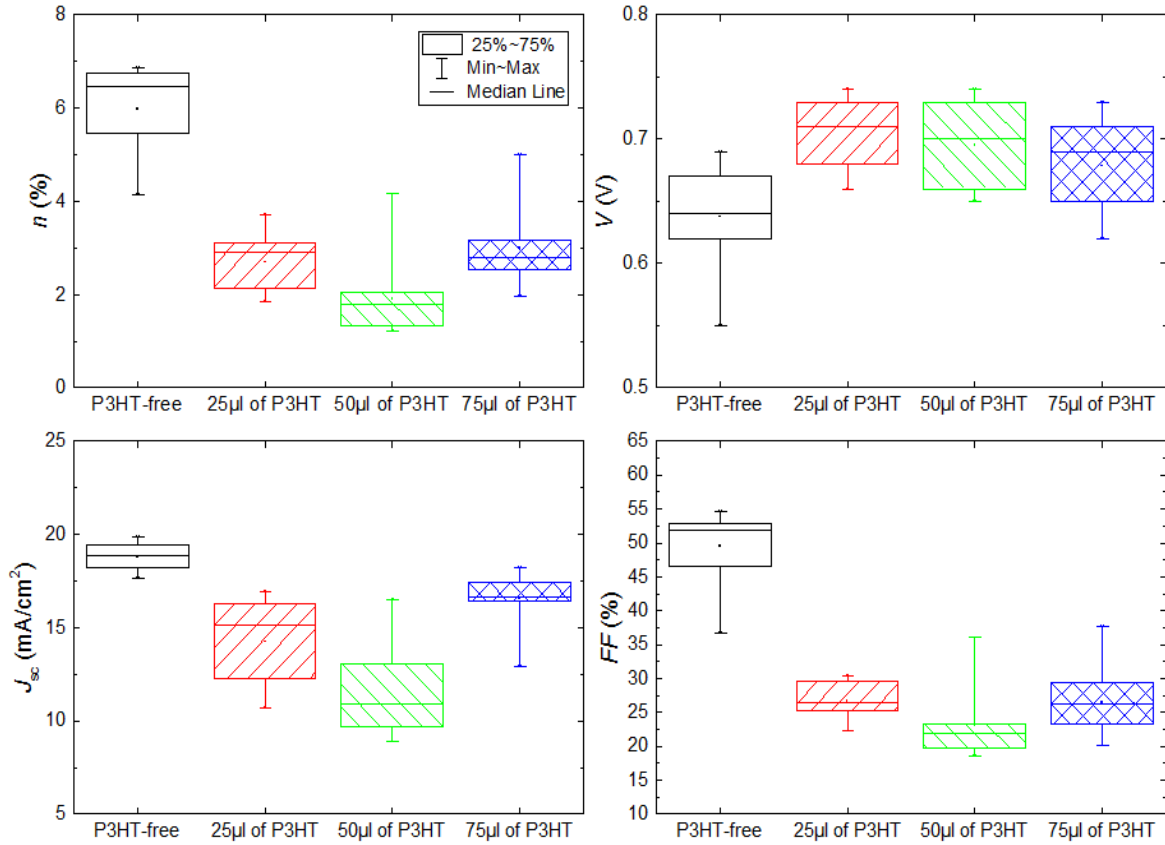 8
6
4
2
0
n (%)
25%~75%
Min~Max
Median Line
P3HT-free 25µl of P3HT 50µl of P3HT 75µl of P3HT
0.8
0.7
0.6
0.5
V (V)
P3HT-free 25µl of P3HT 50µl of P3HT 75µl of P3HT
25
20
15
10
5
Jsc (mA/cm²)
P3HT-free 25µl of P3HT 50µl of P3HT 75µl of P3HT
65
60
55
50
45
40
35
30
25
20
15
10
FF (%)
P3HT-free 25µl of P3HT 50µl of P3HT 75µl of P3HT